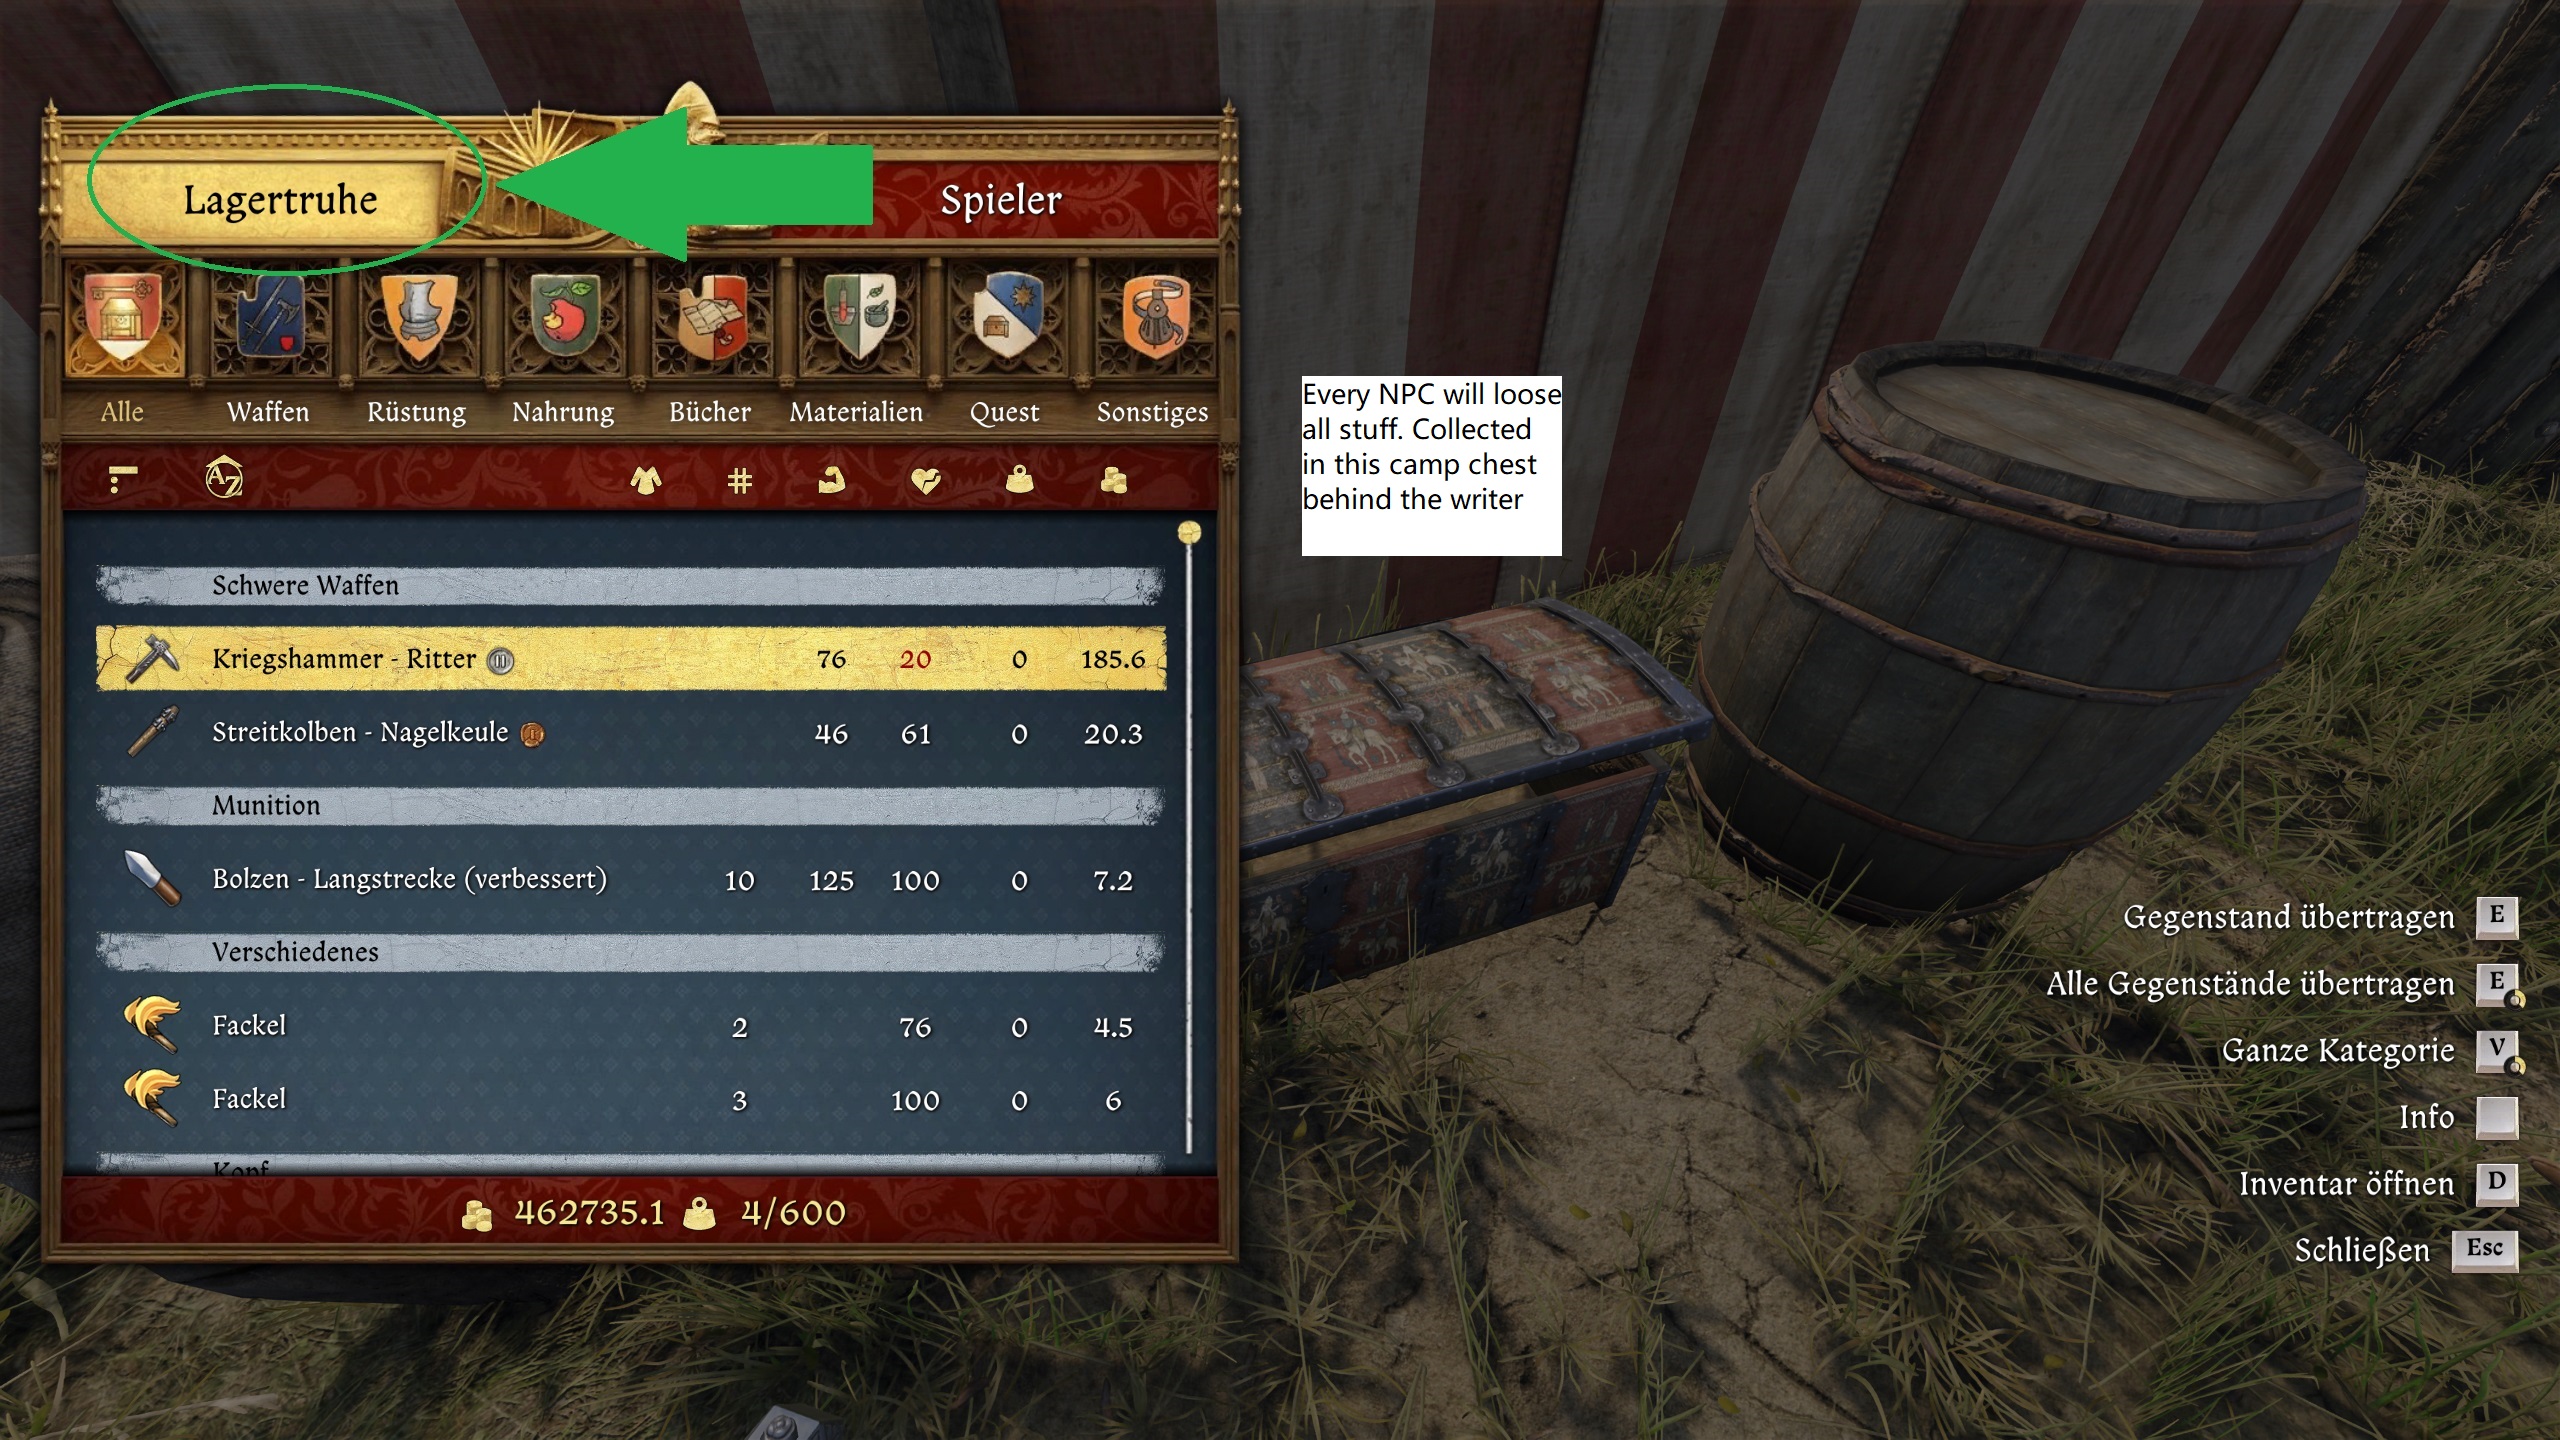 Lagertruhe
Spieler
Alle Waffen Rüstung Nahrung Bücher Materialien Quest Sonstiges
AZ #
Schwere Waffen
Kriegshammer - Ritter II 76 20 0 185.6
Streitkolben - Nagelkeule I 46 61 0 20.3
Munition
Bolzen - Langstrecke (verbessert) 10 125 100 0 7.2
Verschiedenes
Fackel 2 76 0 4.5
Fackel 3 100 0 6
Kopf
462735.1 4/600
Every NPC will loose
all stuff. Collected
in this camp chest
behind the writer
Gegenstand übertragen E
Alle Gegenstände übertragen E
Ganze Kategorie V
Info
Inventar öffnen D
Schließen Esc